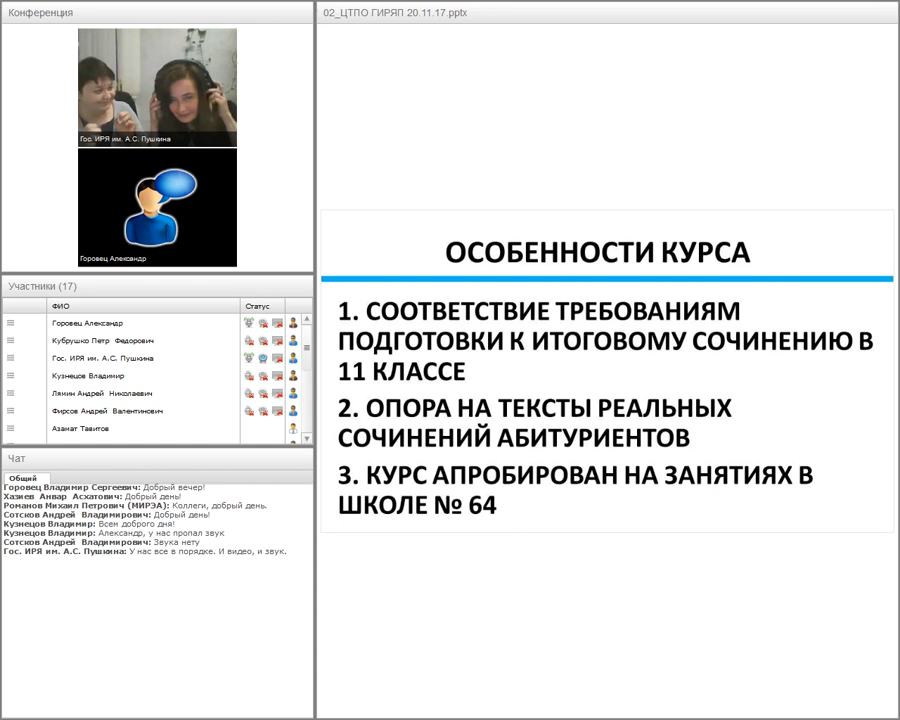 Конференция
Гос. ИРЯ им. А.С. Пушкина
Горовец Александр
Участники (17)
ФИО
Статус
Горовец Александр
Кубрушко Петр Федорович
Гос. ИРЯ им. А.С. Пушкина
Кузнецов Владимир
Лямин Андрей Николаевич
Фирсов Андрей Валентинович
Азамат Тавитов
Чат
Общий
Горовец Владимир Сергеевич: Добрый вечер!
Хазиев Анвар Асхатович: Добрый день!
Романов Михаил Петрович (МИРЭА): Коллеги, добрый день.
Сотсков Андрей Владимирович: Добрый день!
Кузнецов Владимир: Всем доброго дня!
Кузнецов Владимир: Александр, у нас пропал звук
Сотсков Андрей Владимирович: Звука нету
Гос. ИРЯ им. А.С. Пушкина: У нас все в порядке. И видео, и звук.
02_ЦТПО ГИРЯП 20.11.17.pptx
ОСОБЕННОСТИ КУРСА
1. СООТВЕТСТВИЕ ТРЕБОВАНИЯМ
ПОДГОТОВКИ К ИТОГОВОМУ СОЧИНЕНИЮ В
11 КЛАССЕ
2. ОПОРА НА ТЕКСТЫ РЕАЛЬНЫХ
СОЧИНЕНИЙ АБИТУРИЕНТОВ
3. КУРС АПРОБИРОВАН НА ЗАНЯТИЯХ В
ШКОЛЕ № 64